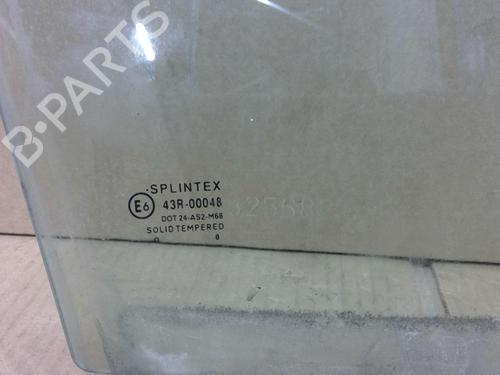 B-PARTS
·SPLINTEX
E6 43R-00048
DOT 24-AS2-M68
SOLID TEMPERED